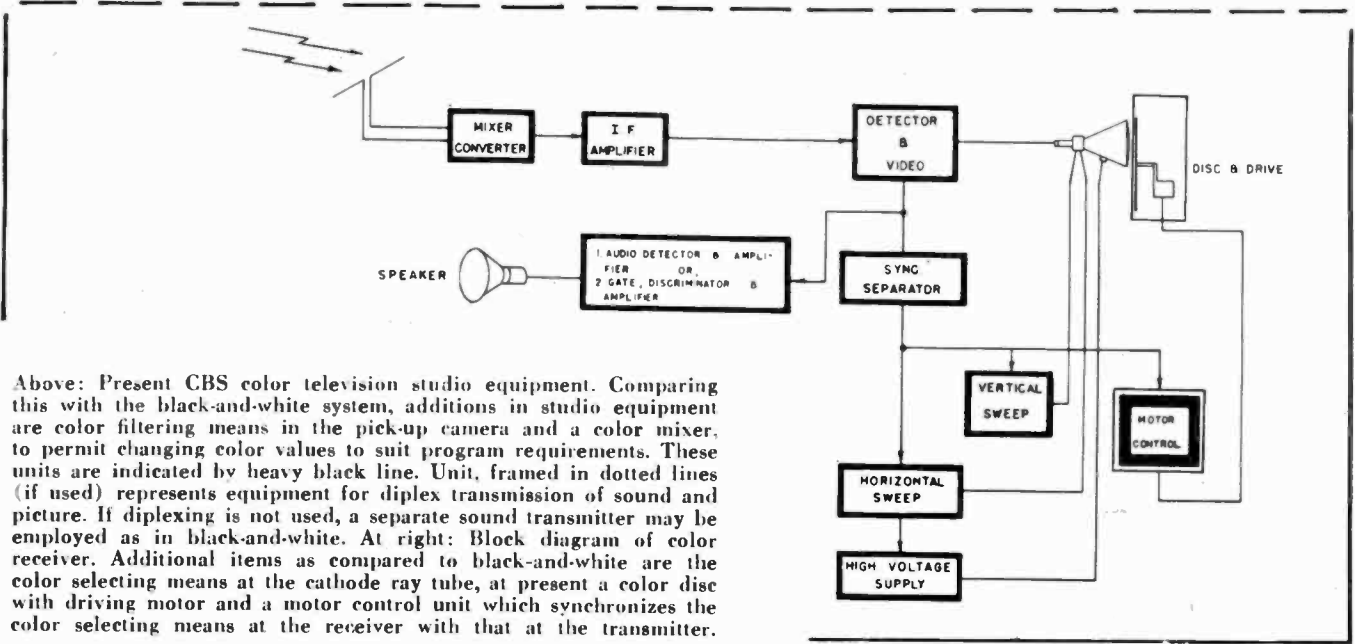 MIXER
CONVERTER
I F
AMPLIFIER
DETECTOR
&
VIDEO
DISC & DRIVE
SPEAKER
1. AUDIO DETECTOR & AMPLI-
FIER OR,
2 GATE, DISCRIMINATOR &
AMPLIFIER
SYNC
SEPARATOR
VERTICAL
SWEEP
MOTOR
CONTROL
HORIZONTAL
SWEEP
HIGH VOLTAGE
SUPPLY
Above: Present CBS color television studio equipment. Comparing
this with the black-and-white system, additions in studio equipment
are color filtering means in the pick-up camera and a color mixer,
to permit changing color values to suit program requirements. These
units are indicated by heavy black line. Unit, framed in dotted lines
(if used) represents equipment for diplex transmission of sound and
picture. If diplexing is not used, a separate sound transmitter may be
employed as in black-and-white. At right: Block diagram of color
receiver. Additional items as compared to black-and-white are the
color selecting means at the cathode ray tube, at present a color disc
with driving motor and a motor control unit which synchronizes the
color selecting means at the receiver with that at the transmitter.